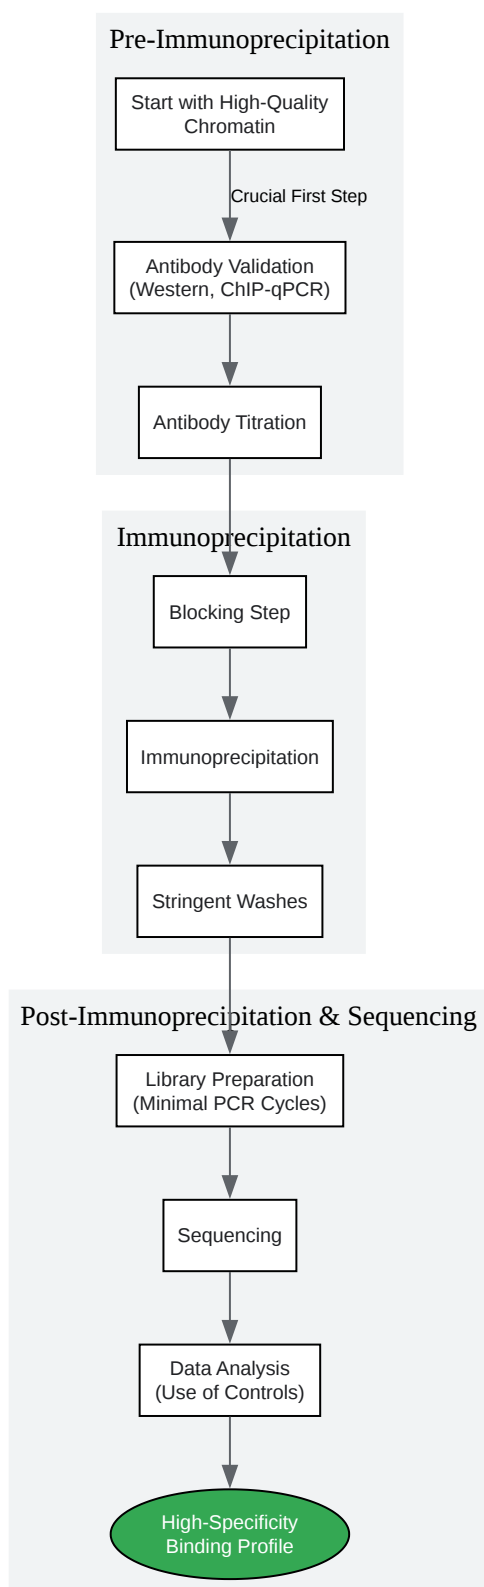 Pre-Immunoprecipitation
Start with High-Quality
Chromatin
Crucial First Step
Antibody Validation
(Western, ChIP-qPCR)
Antibody Titration
Immunoprecipitation
Blocking Step
Immunoprecipitation
Stringent Washes
Post-Immunoprecipitation & Sequencing
Library Preparation
(Minimal PCR Cycles)
Sequencing
Data Analysis
(Use of Controls)
High-Specificity
Binding Profile